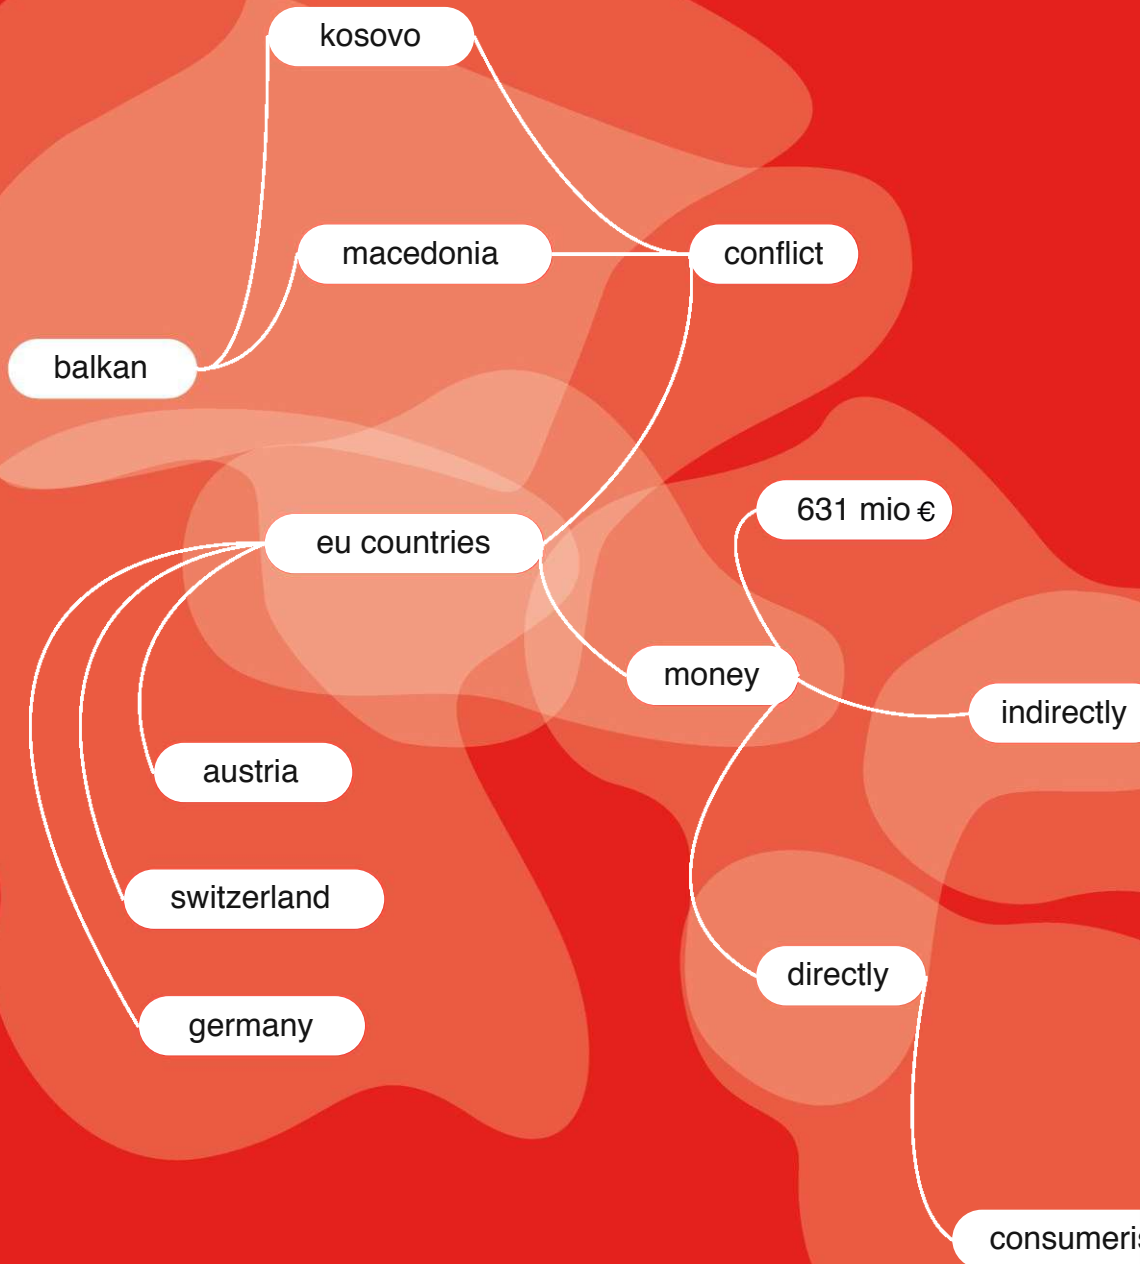 kosovo
macedonia
conflict
balkan
631 mio €
eu countries
money
indirectly
austria
switzerland
directly
germany